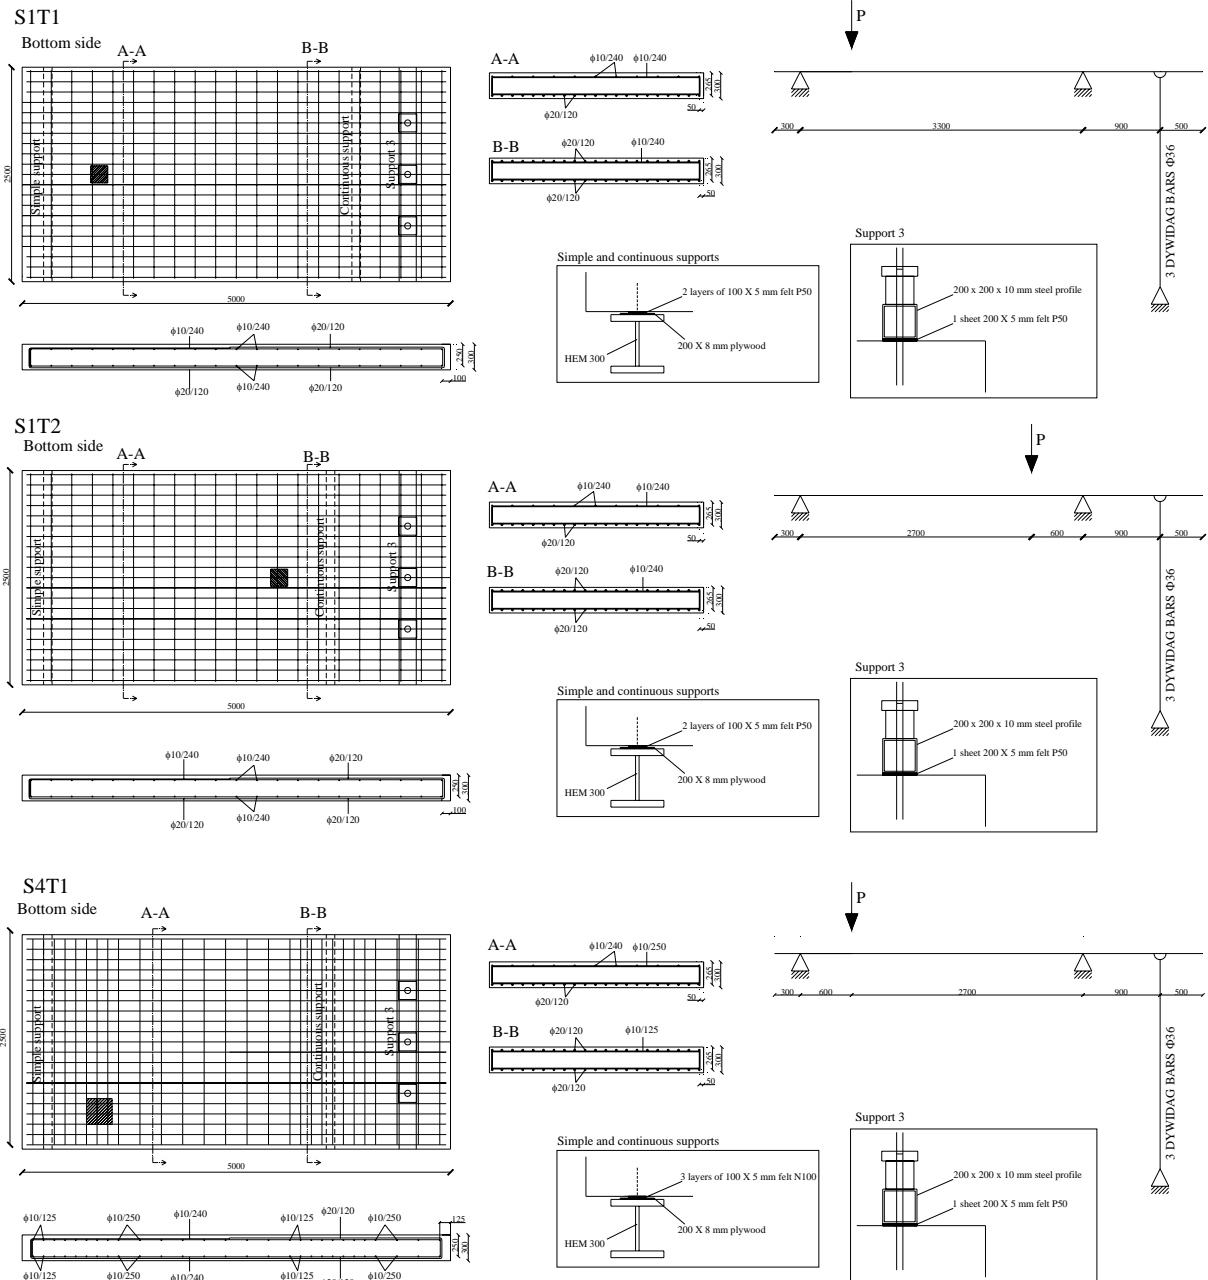 S1T1
Bottom side
A-A
B-B
Simple support
Continuous support
Support 3
2500
5000
ϕ10/240
ϕ10/240
ϕ20/120
ϕ20/120
ϕ10/240
ϕ20/120
250
300
100
A-A
ϕ10/240
ϕ10/240
ϕ20/120
265
300
50
B-B
ϕ20/120
ϕ10/240
ϕ20/120
265
300
50
P
300
3300
900
500
3 DYWIDAG BARS Φ36
Simple and continuous supports
2 layers of 100 X 5 mm felt P50
HEM 300
200 X 8 mm plywood
Support 3
200 x 200 x 10 mm steel profile
1 sheet 200 X 5 mm felt P50
S1T2
Bottom side
A-A
B-B
Simple support
Continuous support
Support 3
2500
5000
ϕ10/240
ϕ10/240
ϕ20/120
ϕ20/120
ϕ10/240
ϕ20/120
250
300
100
A-A
ϕ10/240
ϕ10/240
ϕ20/120
265
300
50
B-B
ϕ20/120
ϕ10/240
ϕ20/120
265
300
50
P
300
2700
600
900
500
3 DYWIDAG BARS Φ36
Simple and continuous supports
2 layers of 100 X 5 mm felt P50
HEM 300
200 X 8 mm plywood
Support 3
200 x 200 x 10 mm steel profile
1 sheet 200 X 5 mm felt P50
S4T1
Bottom side
A-A
B-B
Simple support
Continuous support
Support 3
2500
5000
ϕ10/125
ϕ10/250
ϕ10/240
ϕ10/125
ϕ20/120
ϕ10/250
125
250
300
ϕ10/125
ϕ10/250
ϕ10/240
ϕ10/125
ϕ10/250
A-A
ϕ10/240
ϕ10/250
ϕ20/120
265
300
50
B-B
ϕ20/120
ϕ10/125
ϕ20/120
265
300
50
P
300
600
2700
900
500
3 DYWIDAG BARS Φ36
Simple and continuous supports
3 layers of 100 X 5 mm felt N100
HEM 300
200 X 8 mm plywood
Support 3
200 x 200 x 10 mm steel profile
1 sheet 200 X 5 mm felt P50